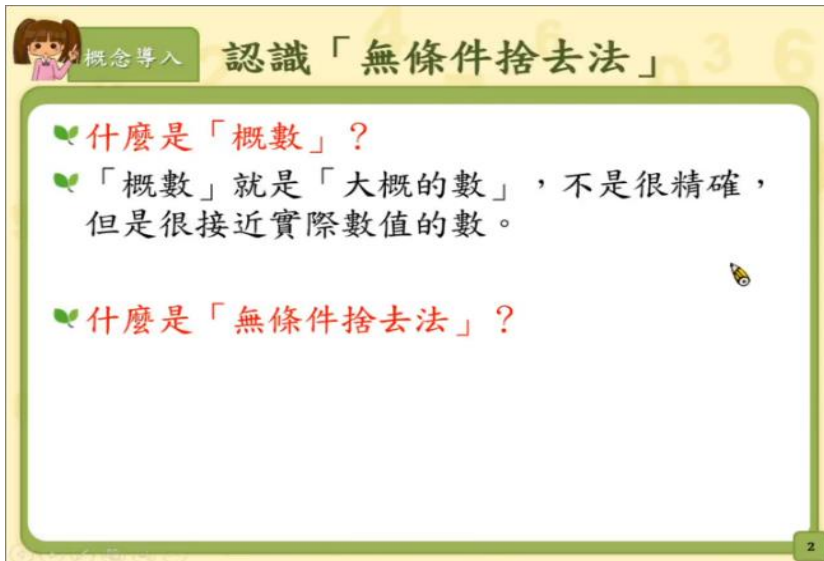 概念導入
認識「無條件捨去法」
什麼是「概數」?
「概數」就是「大概的數」,不是很精確,
但是很接近實際數值的數。
什麼是「無條件捨去法」?
2